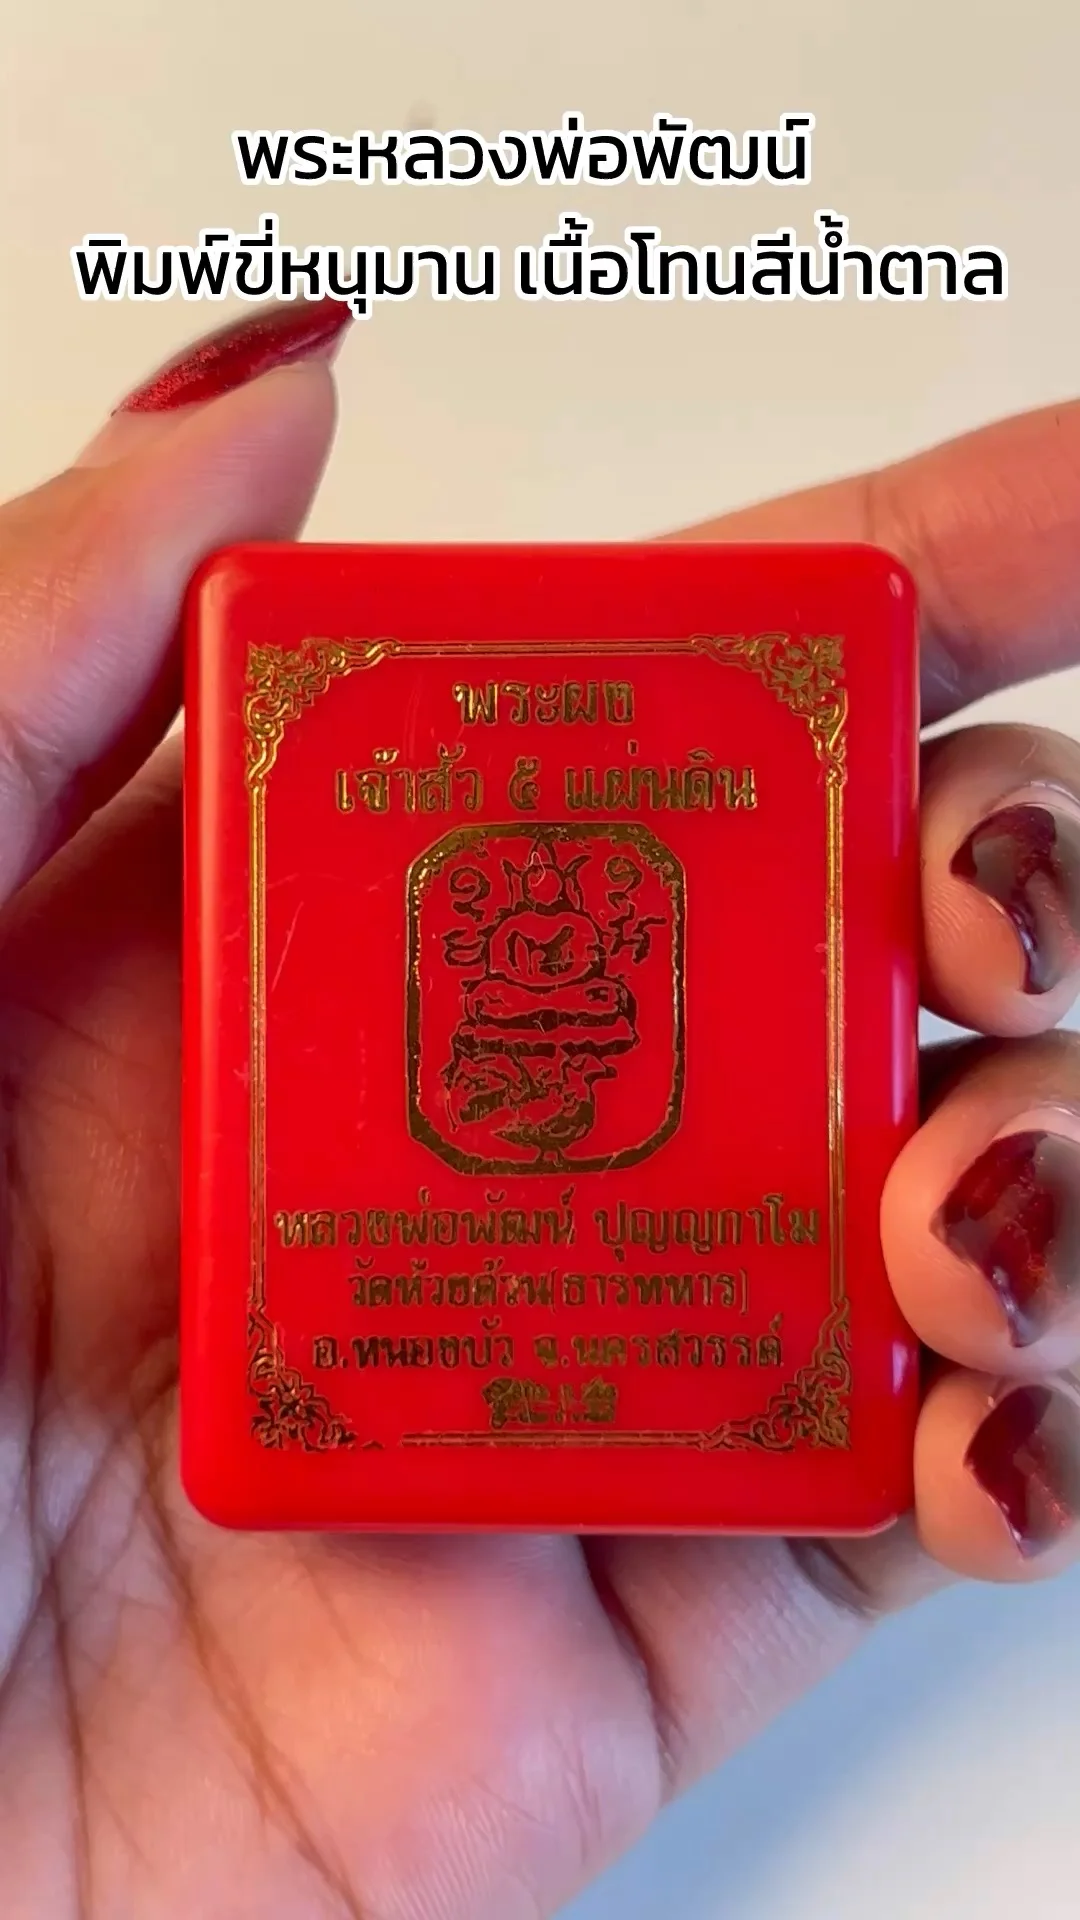 พระหลวงพ่อพัฒน์
พิมพ์ขี่หนุมาน เนื้อโทนสีน้ำตาล
พระผง
เจ้าสัว ๕ แผ่นดิน
หลวงพ่อพัฒน์ ปุญญกาโม
วัดห้วยด้วน(ธารทหาร)
อ.หนองบัว จ.นครสวรรค์